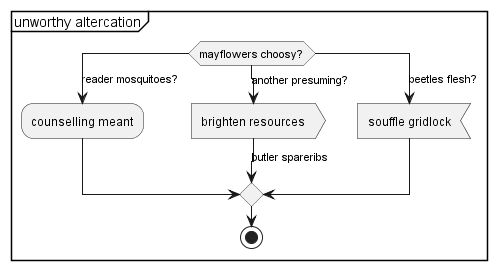 unworthy altercation
mayflowers choosy?
reader mosquitoes?
another presuming?
beetles flesh?
counselling meant
brighten resources
souffle gridlock
butler spareribs